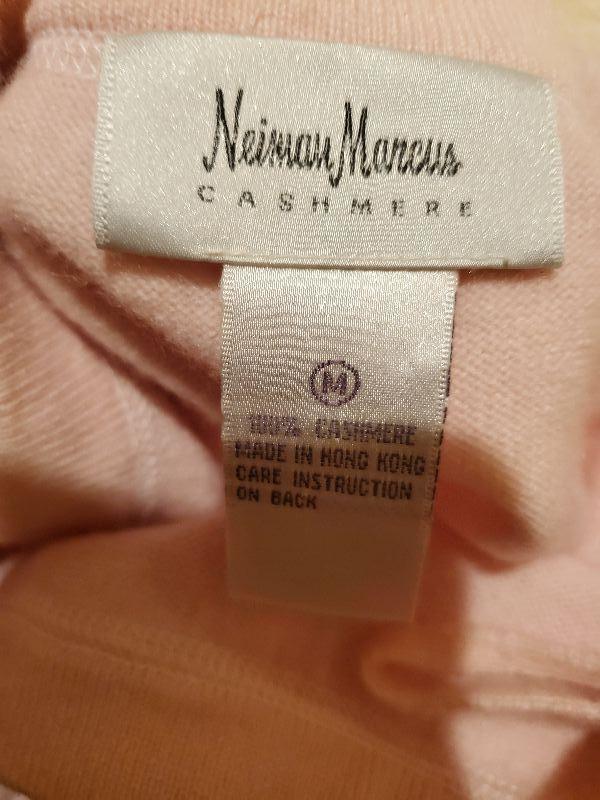 Neiman Marcus
CASHMERE
M
100% CASHMERE
MADE IN HONG KONG
CARE INSTRUCTION
ON BACK